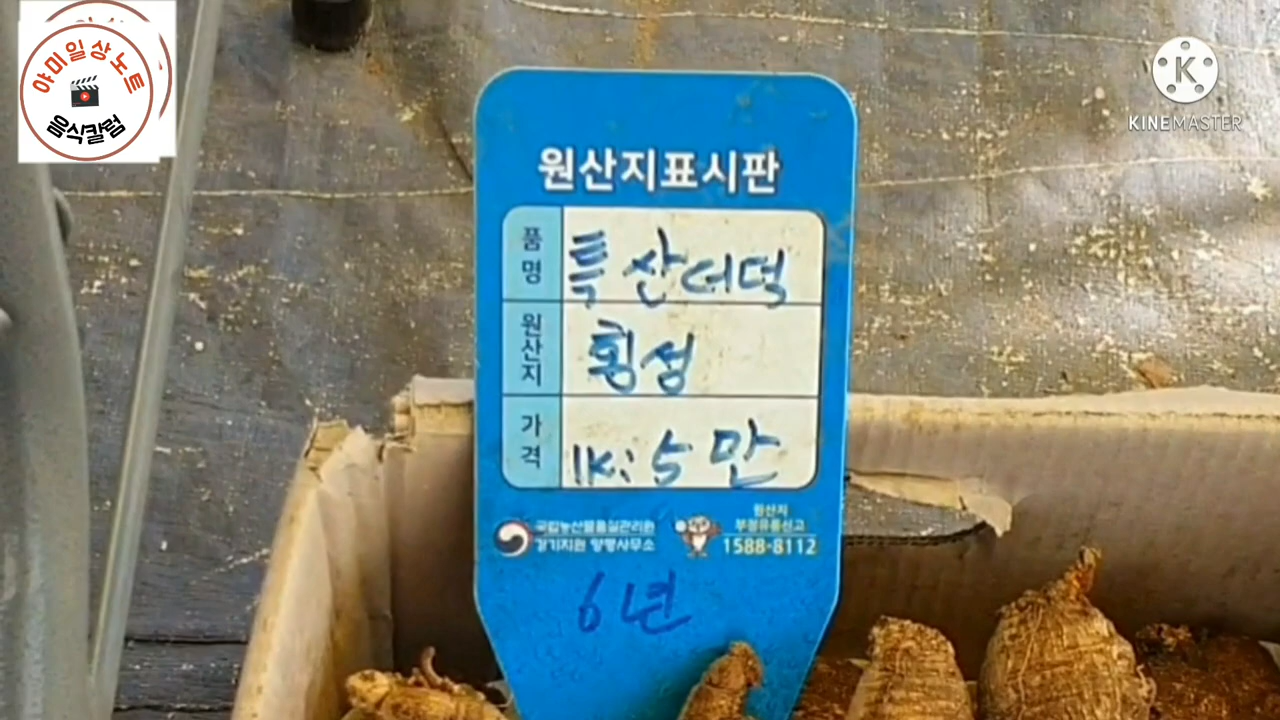 야미일상노트
음식칼럼
K
KINEMASTER
원산지표시판
품명 특 산더덕
원산지 횡성
가격 1K: 5만
국립농산물품질관리원
경기지원 양평사무소
원산지
부정유통신고
1588-8112
6년